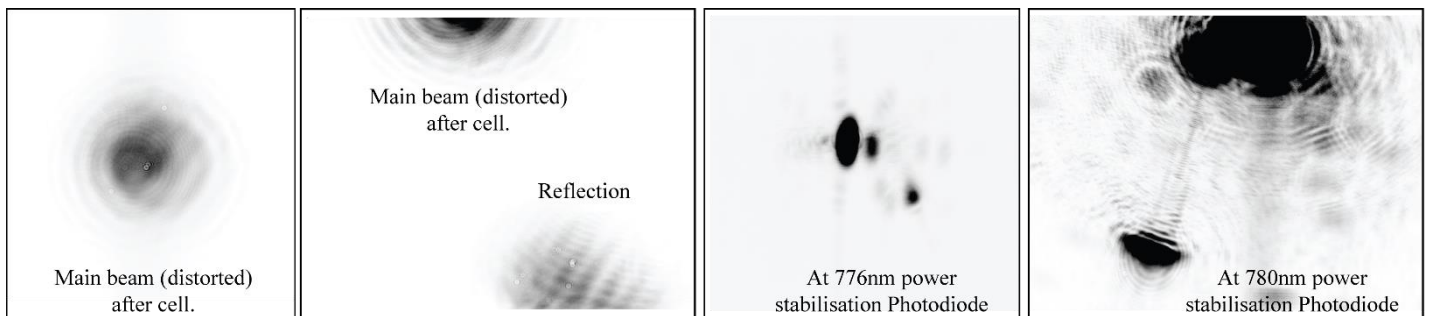 Main beam (distorted)
after cell.
Main beam (distorted)
after cell.
Reflection
At 776nm power
stabilisation Photodiode
At 780nm power
stabilisation Photodiode